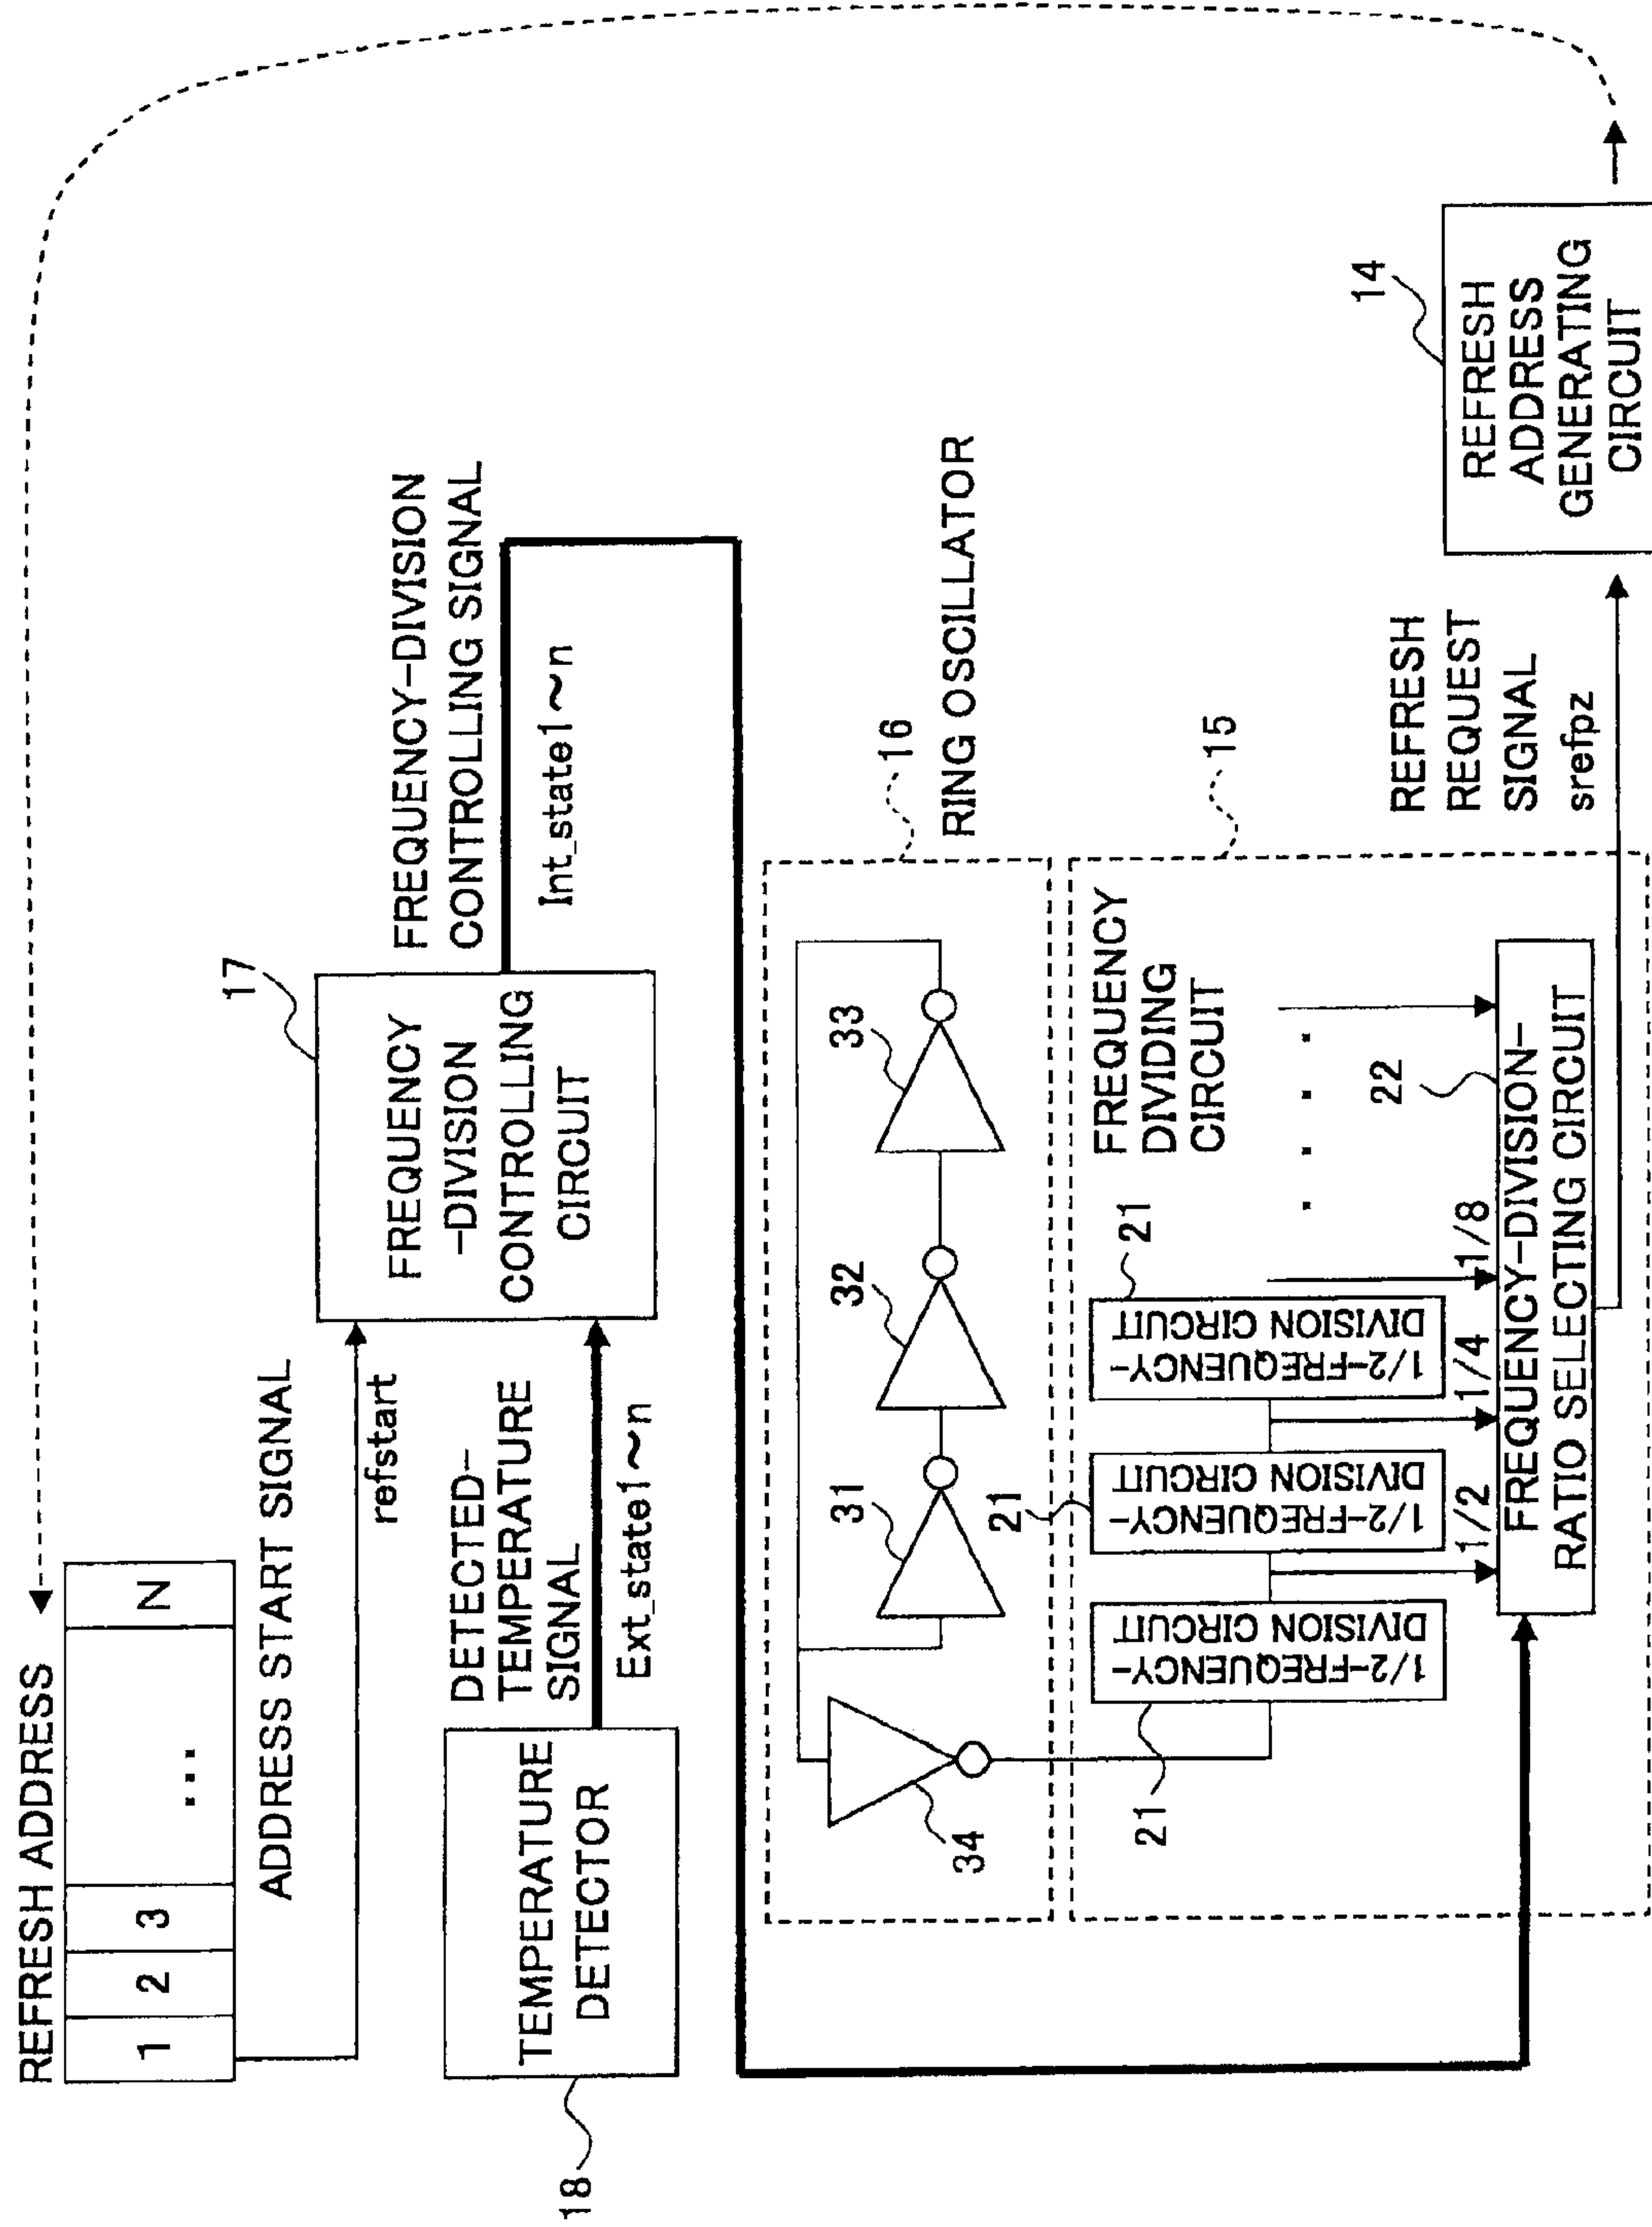 REFRESH ADDRESS
1
2
3
...
N
ADDRESS START SIGNAL
refstart
17
FREQUENCY
-DIVISION
CONTROLLING
CIRCUIT
FREQUENCY-DIVISION
CONTROLLING SIGNAL
Int_state1~n
18
TEMPERATURE
DETECTOR
DETECTED-
TEMPERATURE
SIGNAL
Ext_state1~n
16
RING OSCILLATOR
31
32
33
34
15
FREQUENCY
DIVIDING
CIRCUIT
21
1/2-FREQUENCY-
DIVISION CIRCUIT
21
1/2-FREQUENCY-
DIVISION CIRCUIT
21
1/2-FREQUENCY-
DIVISION CIRCUIT
. . . .
1/2
1/4
1/8
22
FREQUENCY-DIVISION-
RATIO SELECTING CIRCUIT
REFRESH
REQUEST
SIGNAL
srefpz
14
REFRESH
ADDRESS
GENERATING
CIRCUIT